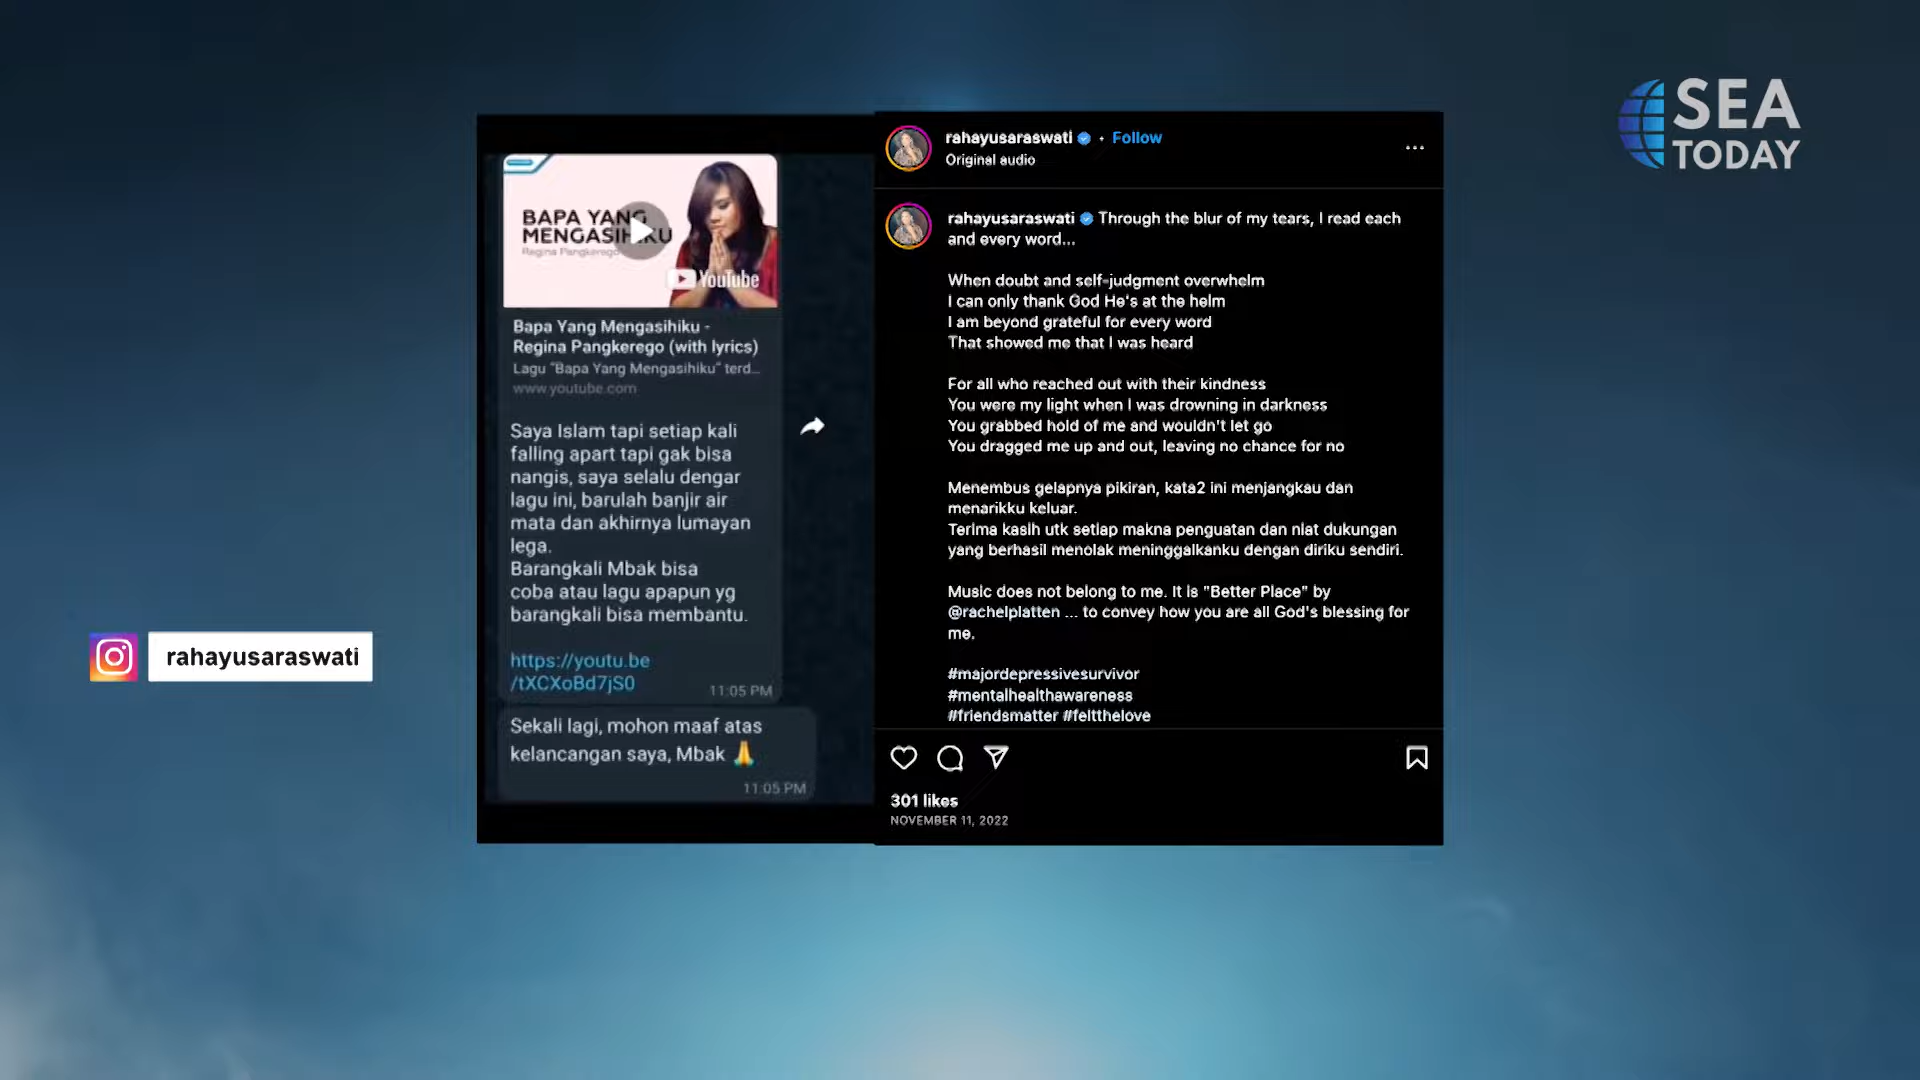 SEA
TODAY
BAPA YANG
MENGASIHIKU
Regina Pangkerego
YouTube
Bapa Yang Mengasihiku -
Regina Pangkerego (with lyrics)
Lagu "Bapa Yang Mengasihiku" terd...
www.youtube.com
Saya Islam tapi setiap kali
falling apart tapi gak bisa
nangis, saya selalu dengar
lagu ini, barulah banjir air
mata dan akhirnya lumayan
lega.
Barangkali Mbak bisa
coba atau lagu apapun yg
barangkali bisa membantu.
https://youtu.be
/tXCXoBd7jS0
11:05 PM
Sekali lagi, mohon maaf atas
kelancangan saya, Mbak 🙏
11:05 PM
rahayusaraswati • Follow
Original audio
...
rahayusaraswati Through the blur of my tears, I read each
and every word...
When doubt and self-judgment overwhelm
I can only thank God He's at the helm
I am beyond grateful for every word
That showed me that I was heard
For all who reached out with their kindness
You were my light when I was drowning in darkness
You grabbed hold of me and wouldn't let go
You dragged me up and out, leaving no chance for no
Menembus gelapnya pikiran, kata2 ini menjangkau dan
menarikku keluar.
Terima kasih utk setiap makna penguatan dan niat dukungan
yang berhasil menolak meninggalkanku dengan diriku sendiri.
Music does not belong to me. It is "Better Place" by
@rachelplatten ... to convey how you are all God's blessing for
me.
#majordepressivesurvivor
#mentalhealthawareness
#friendsmatter #feltthelove
301 likes
NOVEMBER 11, 2022
rahayusaraswati